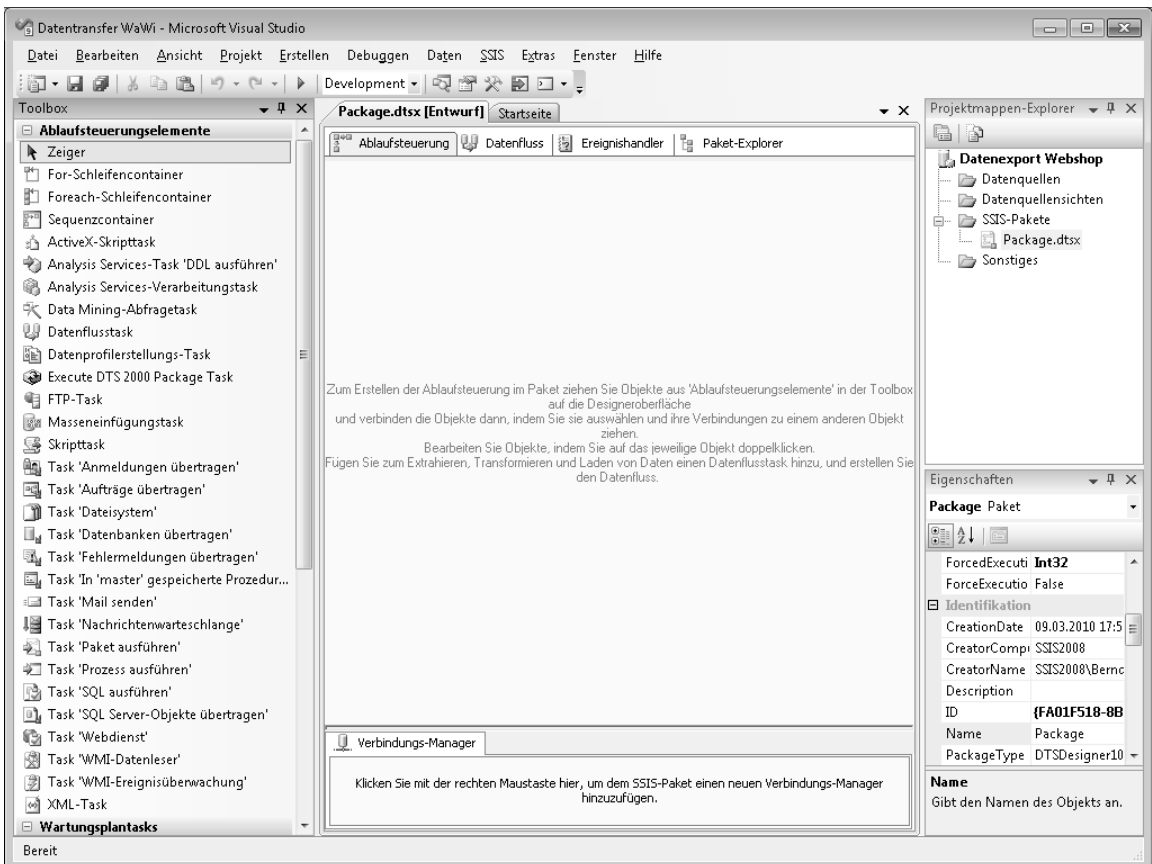 Datentransfer WaWi - Microsoft Visual Studio
Datei Bearbeiten Ansicht Projekt Erstellen Debuggen Daten SSIS Extras Fenster Hilfe
Development
Toolbox
Ablaufsteuerungselemente
Zeiger
For-Schleifencontainer
Foreach-Schleifencontainer
Sequenzcontainer
ActiveX-Skripttask
Analysis Services-Task 'DDL ausführen'
Analysis Services-Verarbeitungstask
Data Mining-Abfragetask
Datenflusstask
Datenprofilerstellungs-Task
Execute DTS 2000 Package Task
FTP-Task
Masseneinfügungstask
Skripttask
Task 'Anmeldungen übertragen'
Task 'Aufträge übertragen'
Task 'Dateisystem'
Task 'Datenbanken übertragen'
Task 'Fehlermeldungen übertragen'
Task 'In 'master' gespeicherte Prozedur...
Task 'Mail senden'
Task 'Nachrichtenwarteschlange'
Task 'Paket ausführen'
Task 'Prozess ausführen'
Task 'SQL ausführen'
Task 'SQL Server-Objekte übertragen'
Task 'Webdienst'
Task 'WMI-Datenleser'
Task 'WMI-Ereignisüberwachung'
XML-Task
Wartungsplantasks
Package.dtsx [Entwurf] Startseite
Ablaufsteuerung Datenfluss Ereignishandler Paket-Explorer
Zum Erstellen der Ablaufsteuerung im Paket ziehen Sie Objekte aus 'Ablaufsteuerungselemente' in der Toolbox
auf die Designeroberfläche
und verbinden die Objekte dann, indem Sie sie auswählen und ihre Verbindungen zu einem anderen Objekt
ziehen.
Bearbeiten Sie Objekte, indem Sie auf das jeweilige Objekt doppelklicken.
Fügen Sie zum Extrahieren, Transformieren und Laden von Daten einen Datenflusstask hinzu, und erstellen Sie
den Datenfluss.
Verbindungs-Manager
Klicken Sie mit der rechten Maustaste hier, um dem SSIS-Paket einen neuen Verbindungs-Manager
hinzuzufügen.
Projektmappen-Explorer
Datenexport Webshop
Datenquellen
Datenquellensichten
SSIS-Pakete
Package.dtsx
Sonstiges
Eigenschaften
Package Paket
ForcedExecuti Int32
ForceExecutio False
Identifikation
CreationDate 09.03.2010 17:5
CreatorCompu SSIS2008
CreatorName SSIS2008\Bernc
Description
ID {FA01F518-8B
Name Package
PackageType DTSDesigner10
Name
Gibt den Namen des Objekts an.
Bereit